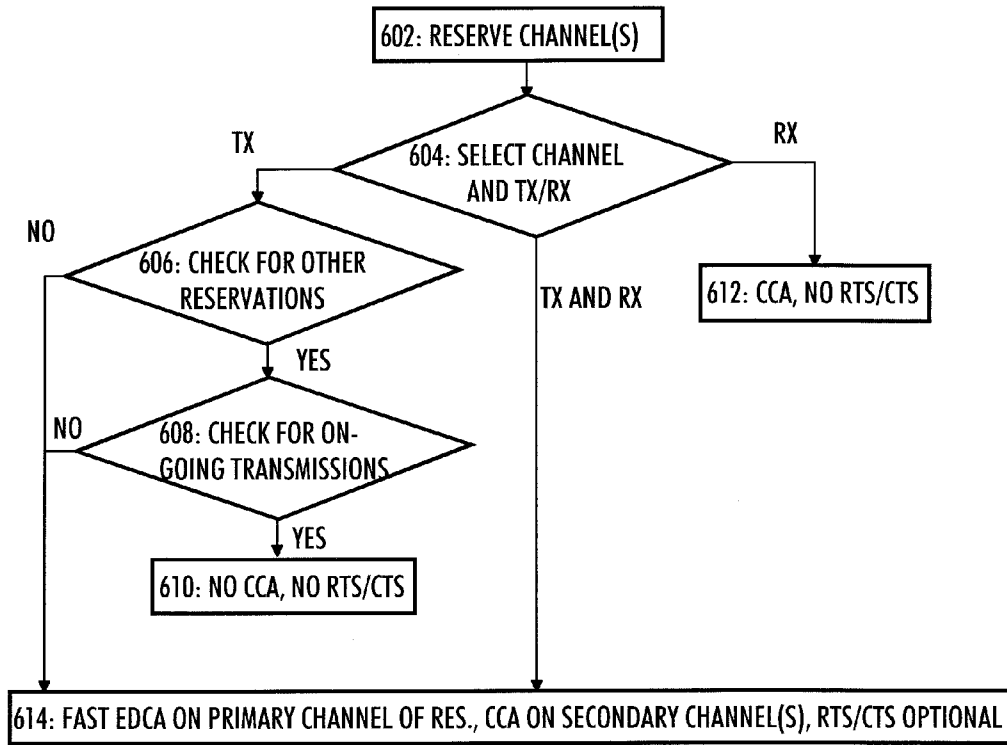 602: RESERVE CHANNEL(S)
TX
RX
604: SELECT CHANNEL
AND TX/RX
NO
606: CHECK FOR OTHER
RESERVATIONS
TX AND RX
612: CCA, NO RTS/CTS
YES
NO
608: CHECK FOR ON-
GOING TRANSMISSIONS
YES
610: NO CCA, NO RTS/CTS
614: FAST EDCA ON PRIMARY CHANNEL OF RES., CCA ON SECONDARY CHANNEL(S), RTS/CTS OPTIONAL